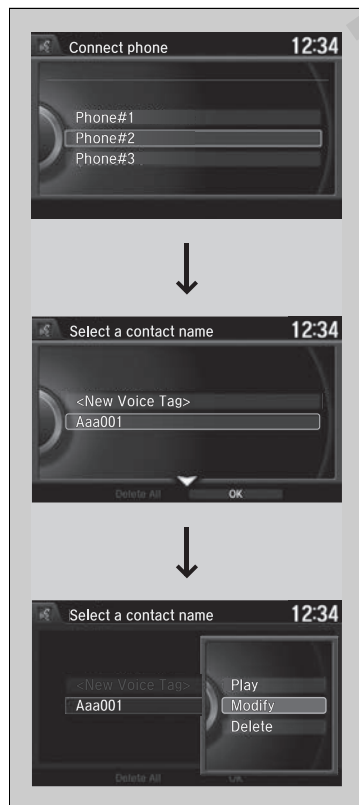 Connect phone 12:34
Phone#1
Phone#2
Phone#3
Select a contact name 12:34
<New Voice Tag>
Aaa001
Delete All OK
Select a contact name 12:34
<New Voice Tag> Play
Aaa001 Modify
Delete
Delete All OK